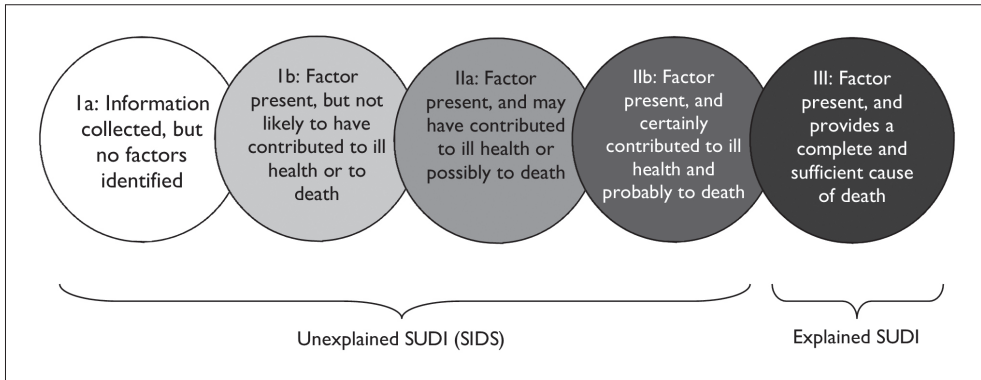 Ia: Information
collected, but
no factors
identified
Ib: Factor
present, but not
likely to have
contributed to ill
health or to
death
IIa: Factor
present, and may
have contributed
to ill health or
possibly to death
IIb: Factor
present, and
certainly
contributed to ill
health and
probably to death
III: Factor
present, and
provides a
complete and
sufficient cause
of death
Unexplained SUDI (SIDS)
Explained SUDI